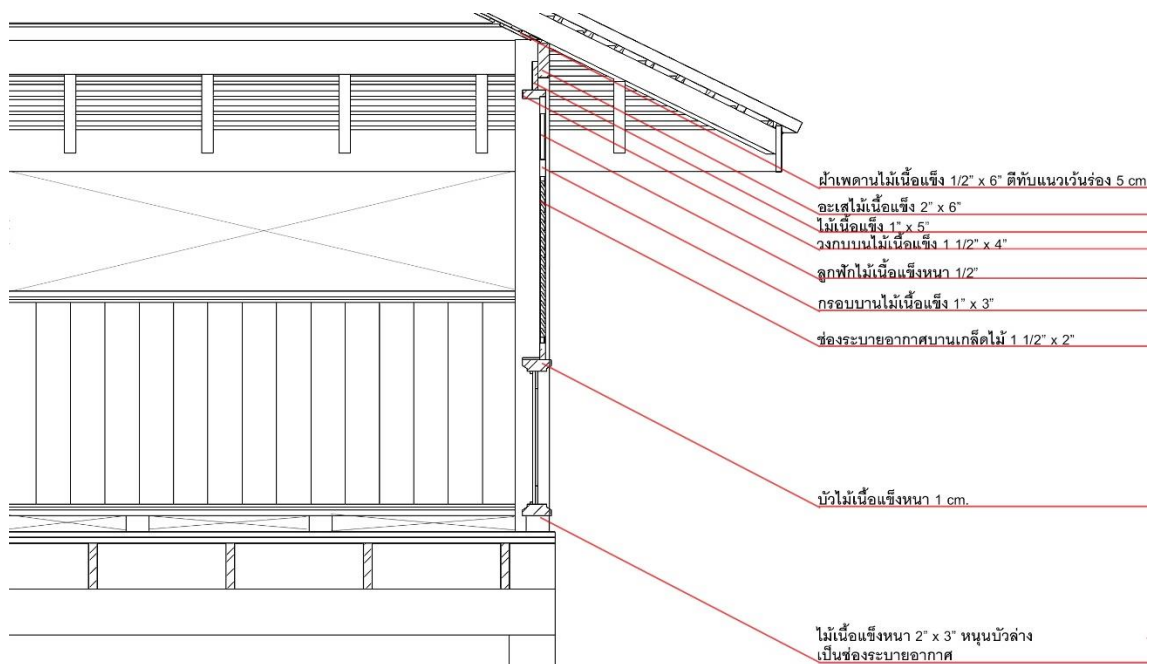 ฝ้าเพดานไม้เนื้อแข็ง 1/2" x 6" ตีทับแนวเว้นร่อง 5 cm
อะเสไม้เนื้อแข็ง 2" x 6"
ไม้เนื้อแข็ง 1" x 5"
วงกบบนไม้เนื้อแข็ง 1 1/2" x 4"
ลูกฟักไม้เนื้อแข็งหนา 1/2"
กรอบบานไม้เนื้อแข็ง 1" x 3"
ช่องระบายอากาศบานเกล็ดไม้ 1 1/2" x 2"
บัวไม้เนื้อแข็งหนา 1 cm.
ไม้เนื้อแข็งหนา 2" x 3" หนุนบัวล่าง
เป็นช่องระบายอากาศ